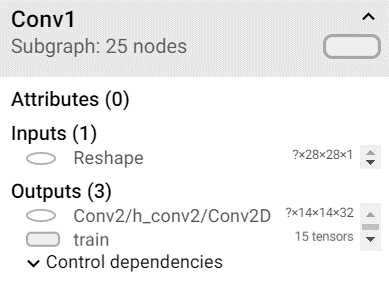 Conv1
Subgraph: 25 nodes
Attributes (0)
Inputs (1)
Reshape ?×28×28×1
Outputs (3)
Conv2/h_conv2/Conv2D ?×14×14×32
train 15 tensors
Control dependencies